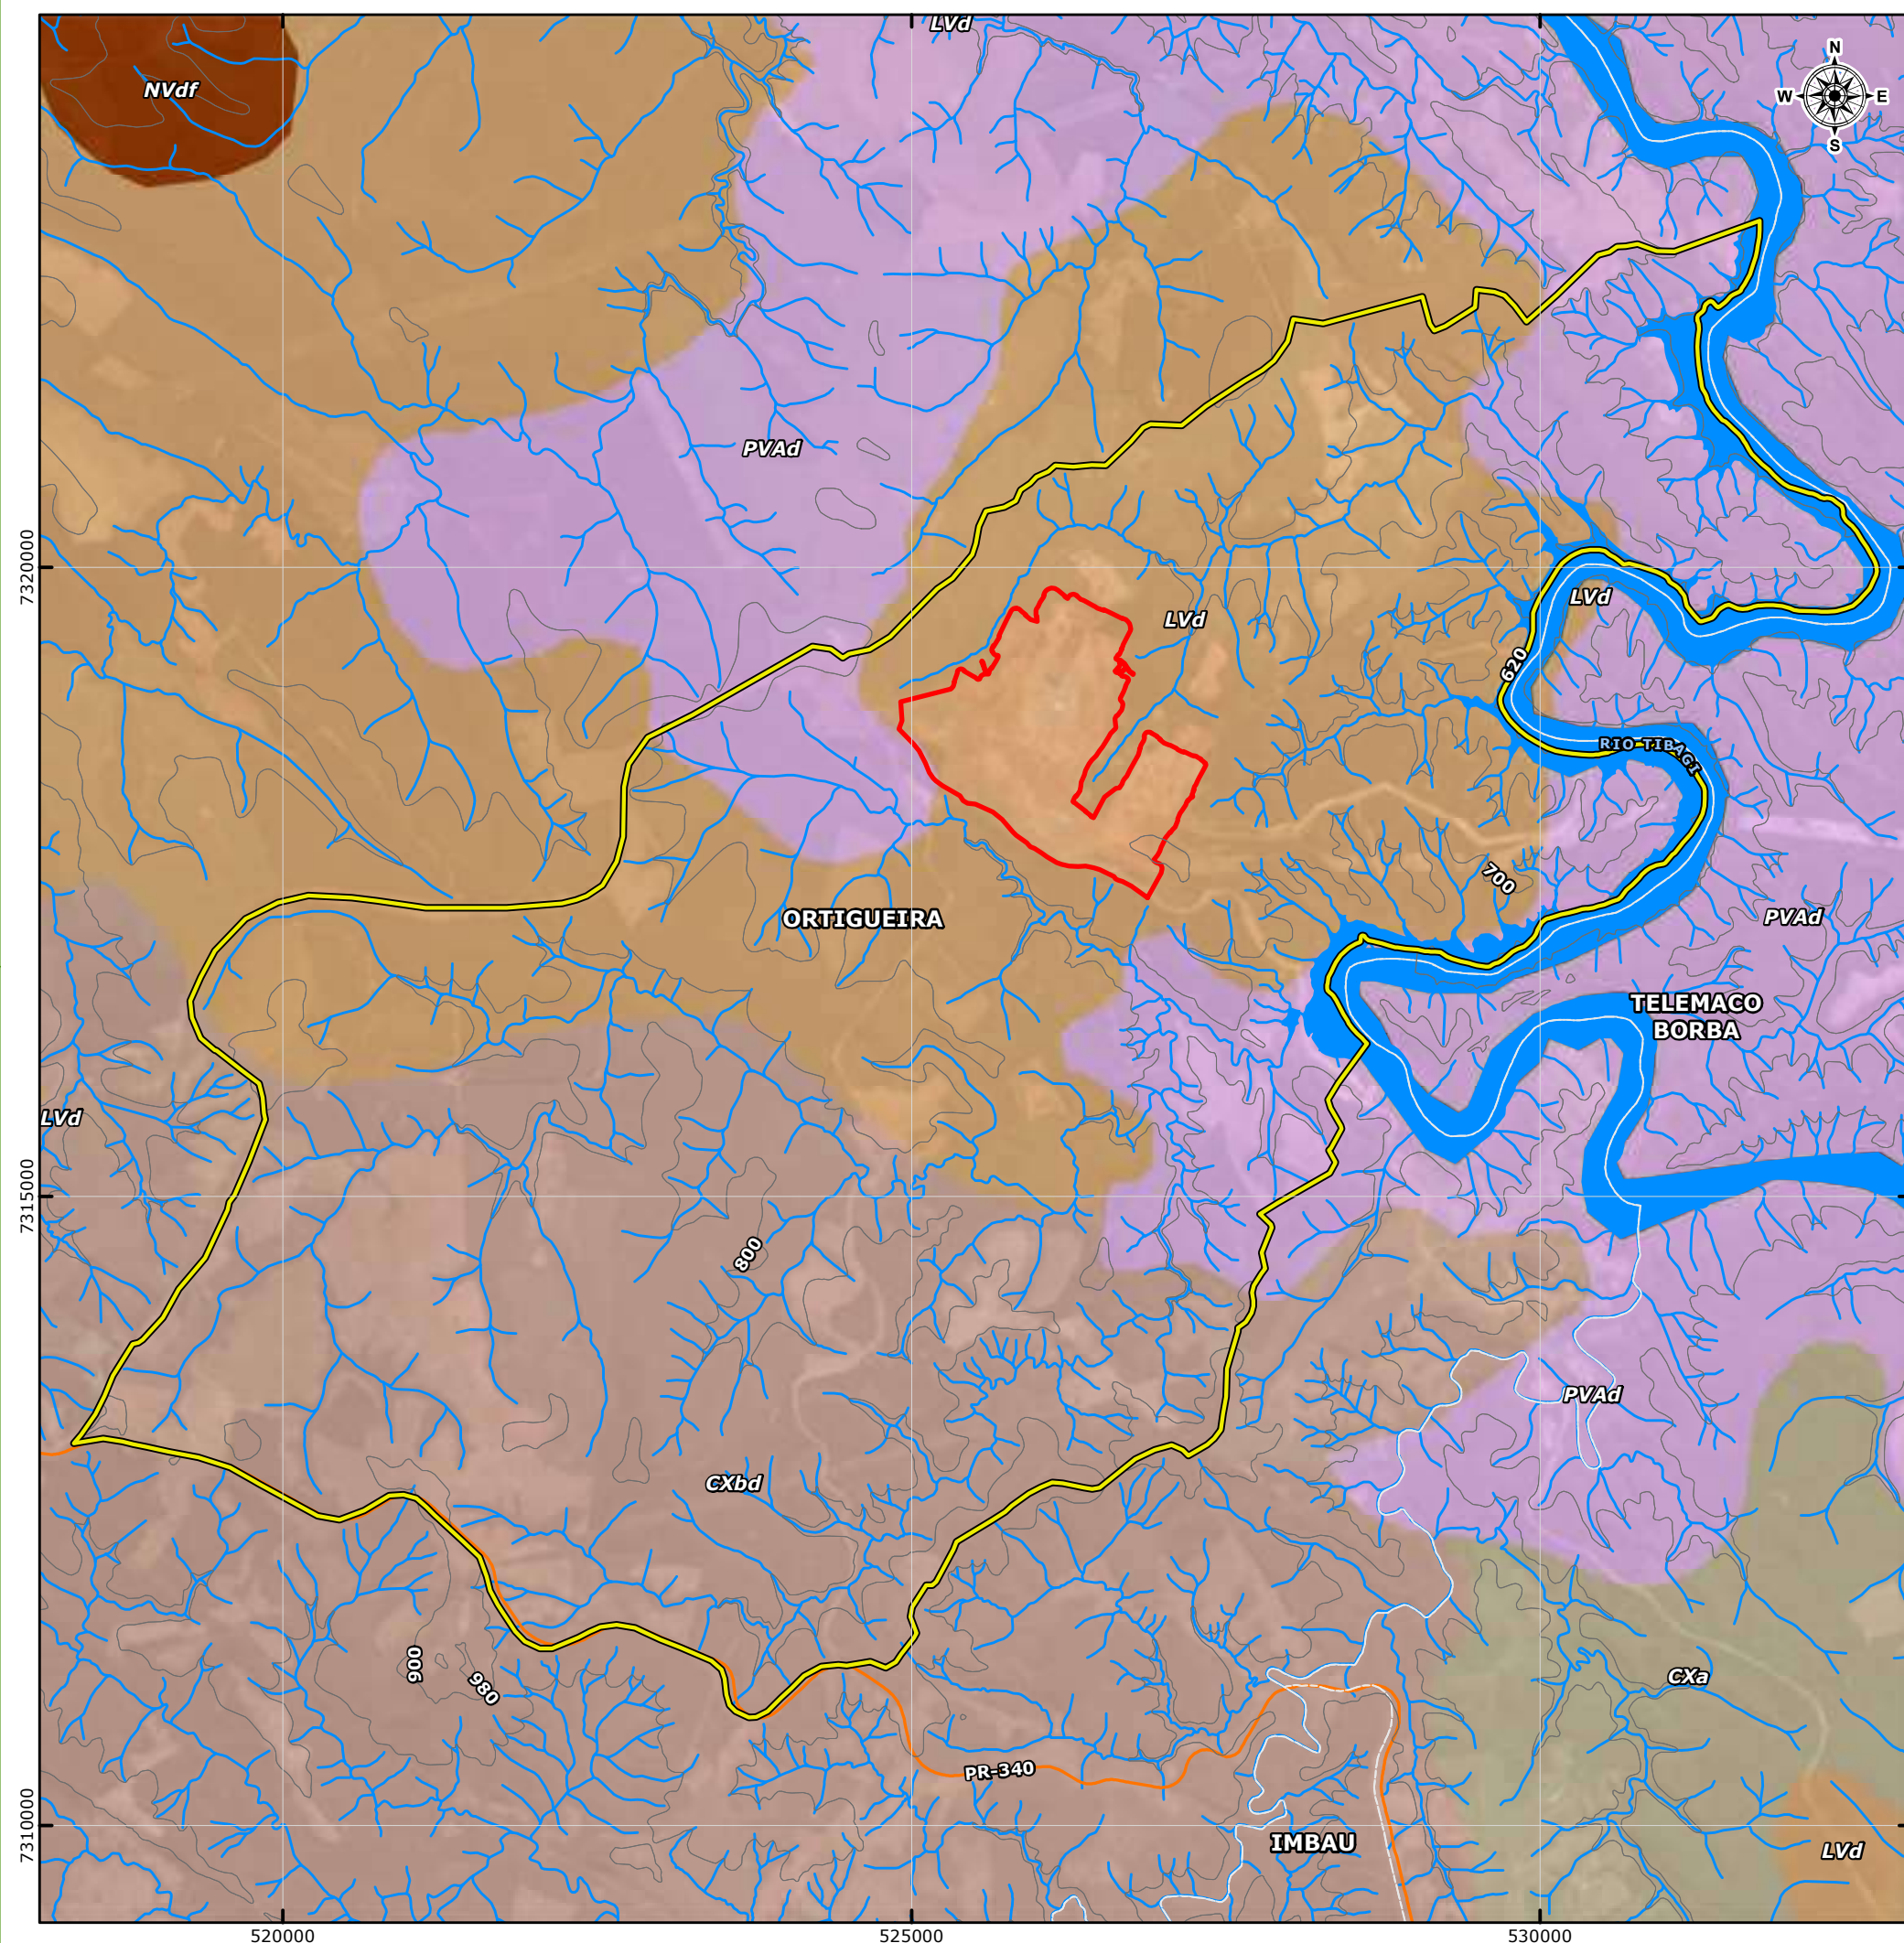 LVd
N
W E
S
NVdf
PVAd
7320000
LVd
LVd
620
RIO TIBAGI
700
ORTIGUEIRA
PVAd
TELEMACO
BORBA
LVd
7315000
800
PVAd
CXbd
900
980
CXa
PR-340
7310000
IMBAU
LVd
520000 525000 530000